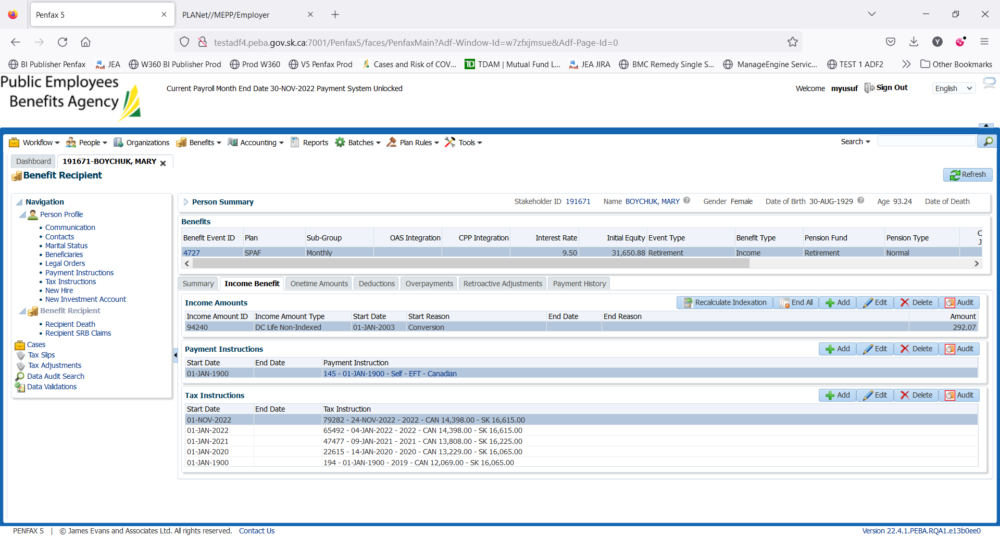 Penfax 5
PLANet//MEPP/Employer
testadf4.peba.gov.sk.ca:7001/Penfax5/faces/PenfaxMain?Adf-Window-Id=w7zfxjmsue&Adf-Page-Id=0
Y
BI Publisher Penfax
Prod JEA
W360 BI Publisher Prod
Prod W360
V5 Penfax Prod
Cases and Risk of COV...
TD TDAM | Mutual Fund L...
Prod JEA JIRA
BMC Remedy Single S...
ManageEngine Servic...
TEST 1 ADF2
Other Bookmarks
Public Employees
Benefits Agency
Current Payroll Month End Date 30-NOV-2022 Payment System Unlocked
Welcome myusuf Sign Out English
Workflow People Organizations Benefits Accounting Reports Batches Plan Rules Tools Search
Dashboard 191671-BOYCHUK, MARY
Benefit Recipient
Refresh
Navigation
Person Profile
Communication
Contacts
Marital Status
Beneficiaries
Legal Orders
Payment Instructions
Tax Instructions
New Hire
New Investment Account
Benefit Recipient
Recipient Death
Recipient SRB Claims
Cases
Tax Slips
Tax Adjustments
Data Audit Search
Data Validations
Person Summary Stakeholder ID 191671 Name BOYCHUK, MARY Gender Female Date of Birth 30-AUG-1929 Age 93.24 Date of Death
Benefits
Benefit Event ID Plan Sub-Group OAS Integration CPP Integration Interest Rate Initial Equity Event Type Benefit Type Pension Fund Pension Type C J
4727 SPAF Monthly 9.50 31,650.88 Retirement Income Retirement Normal
Summary Income Benefit Onetime Amounts Deductions Overpayments Retroactive Adjustments Payment History
Income Amounts Recalculate Indexation End All Add Edit Delete Audit
Income Amount ID Income Amount Type Start Date Start Reason End Date End Reason Amount
94240 DC Life Non-Indexed 01-JAN-2003 Conversion 292.07
Payment Instructions Add Edit Delete Audit
Start Date End Date Payment Instruction
01-JAN-1900 145 - 01-JAN-1900 - Self - EFT - Canadian
Tax Instructions Add Edit Delete Audit
Start Date End Date Tax Instruction
01-NOV-2022 79282 - 24-NOV-2022 - 2022 - CAN 14,398.00 - SK 16,615.00
01-JAN-2022 65492 - 04-JAN-2022 - 2022 - CAN 14,398.00 - SK 16,615.00
01-JAN-2021 47477 - 09-JAN-2021 - 2021 - CAN 13,808.00 - SK 16,225.00
01-JAN-2020 22615 - 14-JAN-2020 - 2020 - CAN 13,229.00 - SK 16,065.00
01-JAN-1900 194 - 01-JAN-1900 - 2019 - CAN 12,069.00 - SK 16,065.00
PENFAX 5 | © James Evans and Associates Ltd. All rights reserved. Contact Us
Version 22.4.1.PEBA.RQA1.e13b0ee0